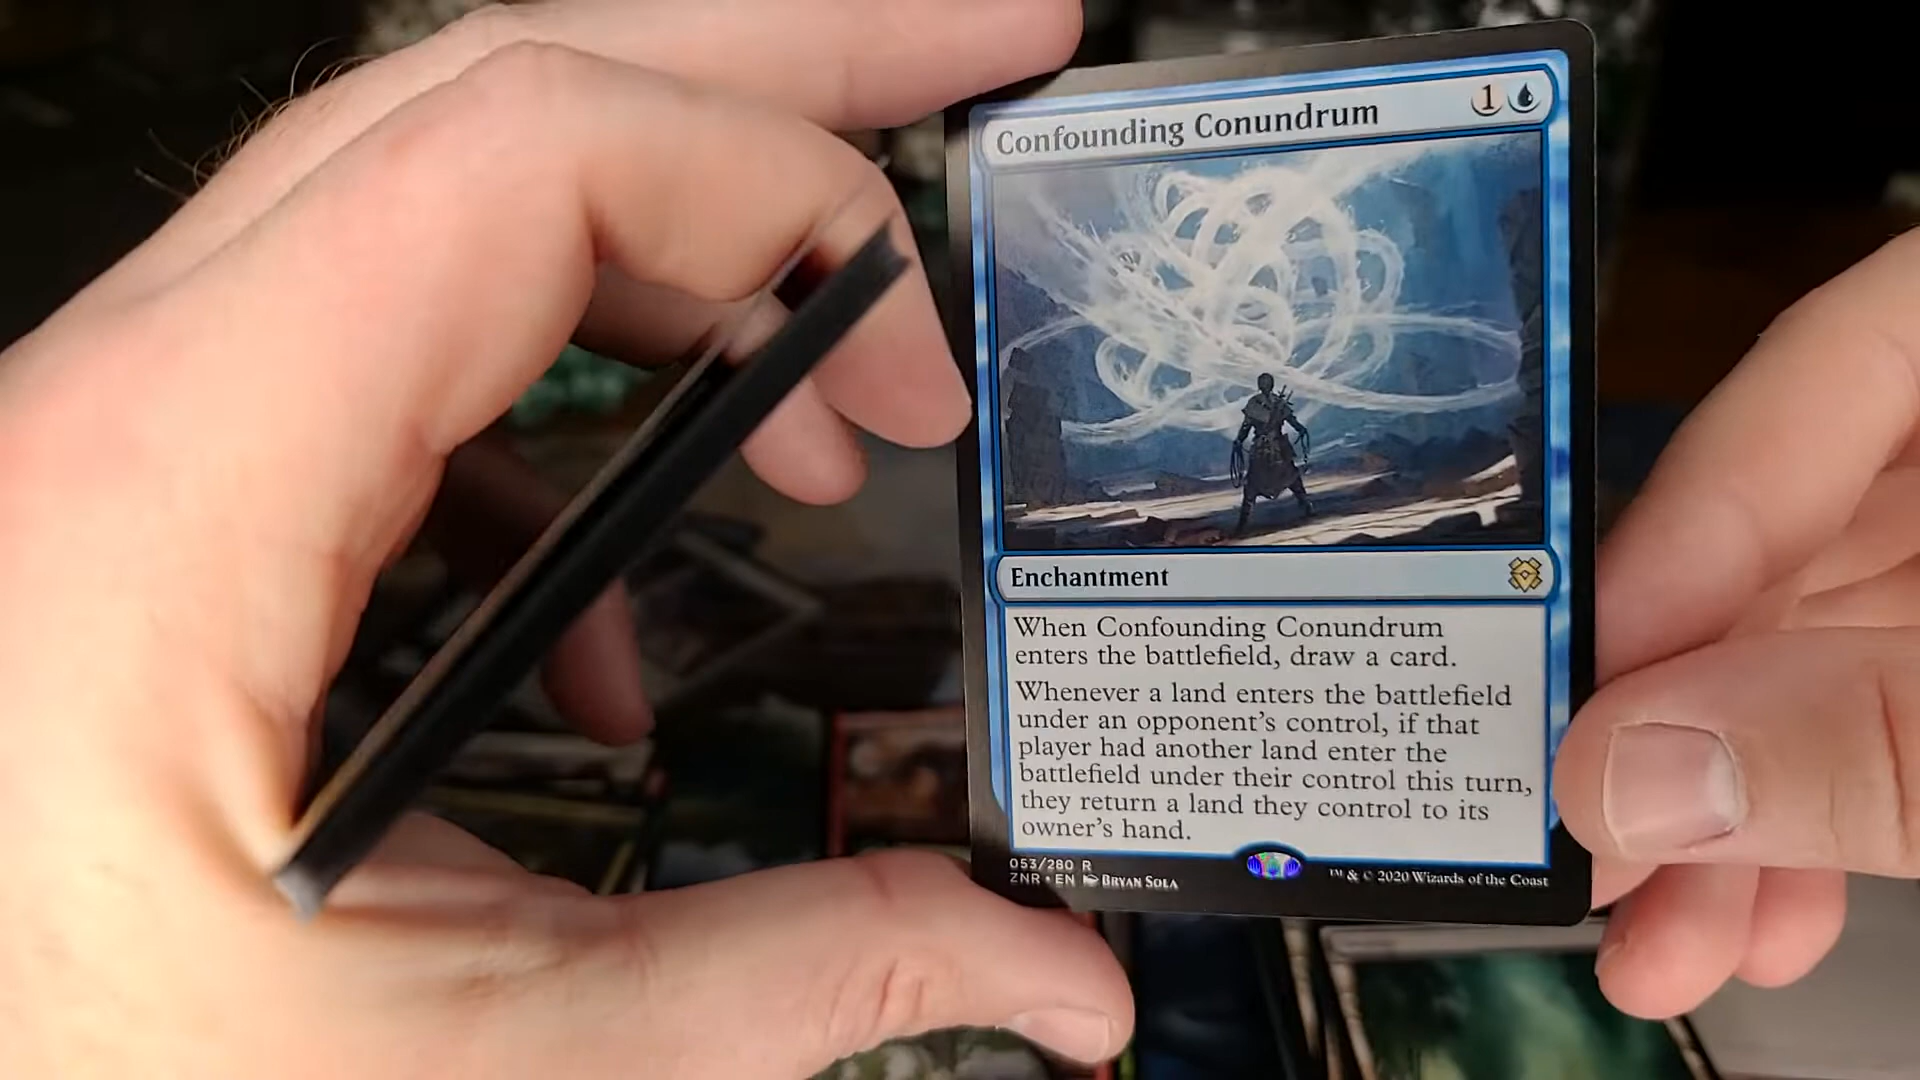 Confounding Conundrum 1
Enchantment
When Confounding Conundrum
enters the battlefield, draw a card.
Whenever a land enters the battlefield
under an opponent's control, if that
player had another land enter the
battlefield under their control this turn,
they return a land they control to its
owner's hand.
053/280 R
ZNR • EN Bryan Sola
™ & © 2020 Wizards of the Coast